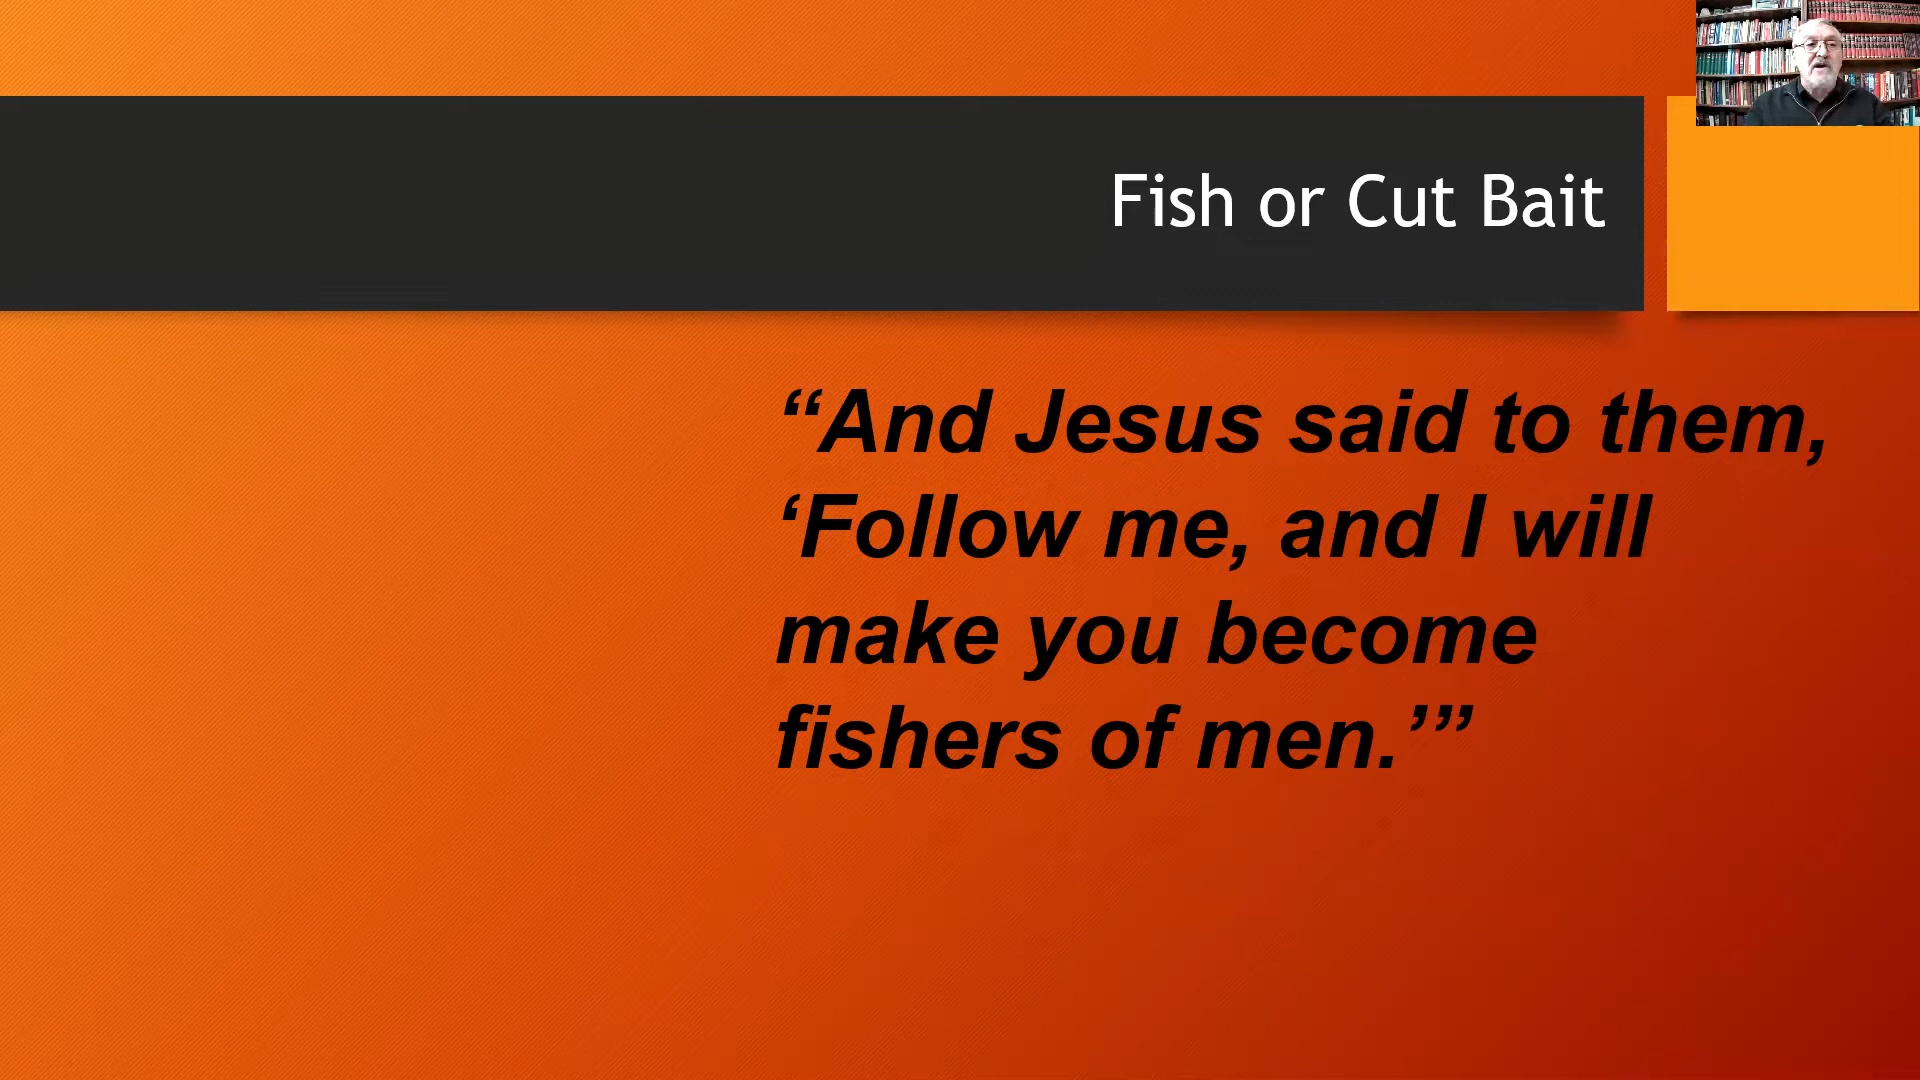 Fish or Cut Bait
“And Jesus said to them,
‘Follow me, and I will
make you become
fishers of men.’”